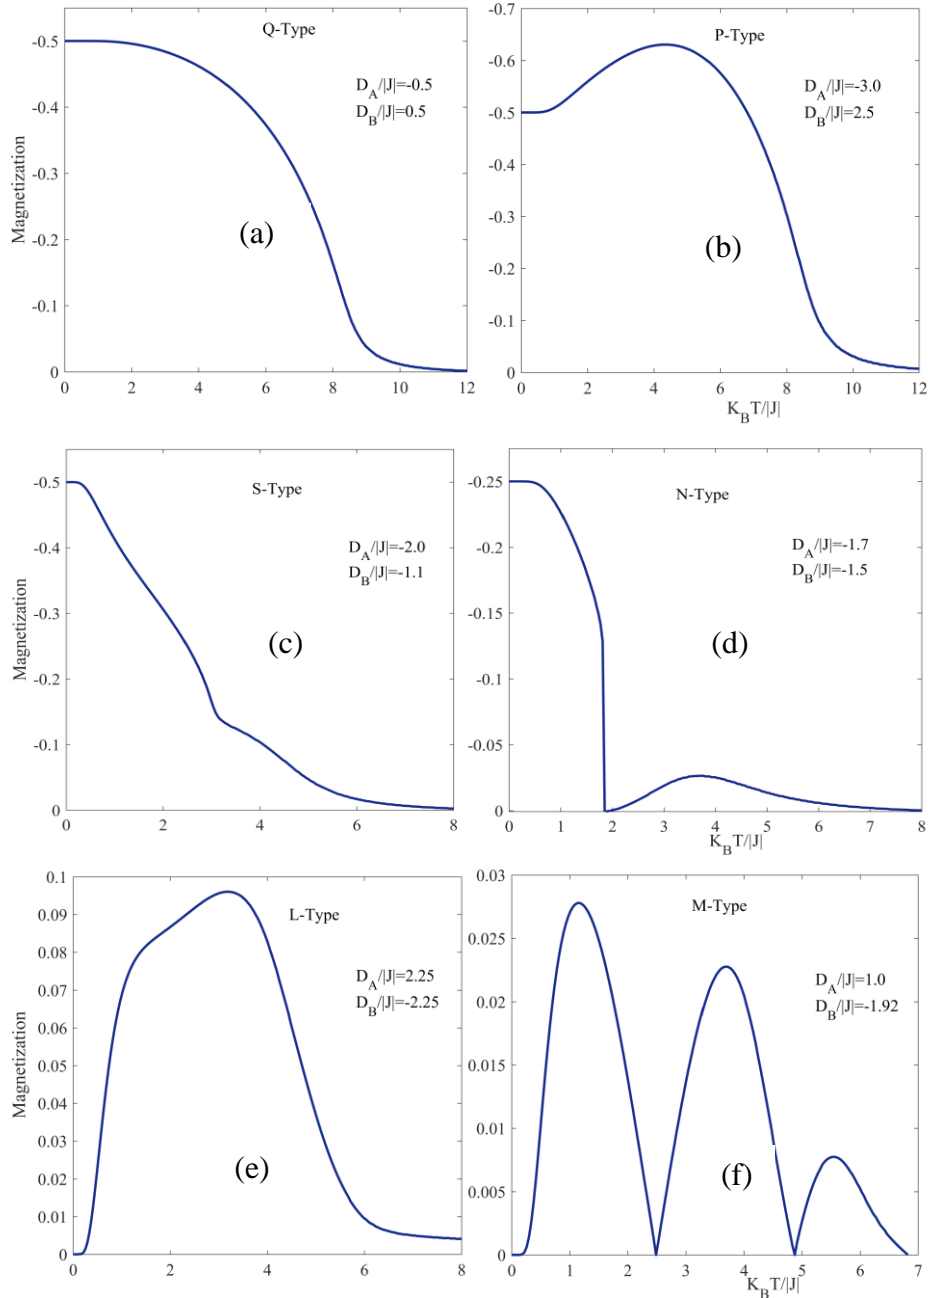 Q-Type
D_A/|J|=-0.5
D_B/|J|=0.5
(a)
Magnetization
-0.5
-0.4
-0.3
-0.2
-0.1
0
0 2 4 6 8 10 12
P-Type
D_A/|J|=-3.0
D_B/|J|=2.5
(b)
-0.7
-0.6
-0.5
-0.4
-0.3
-0.2
-0.1
0
0 2 4 6 8 10 12
K_BT/|J|
S-Type
D_A/|J|=-2.0
D_B/|J|=-1.1
(c)
Magnetization
-0.5
-0.4
-0.3
-0.2
-0.1
0
0 2 4 6 8
N-Type
D_A/|J|=-1.7
D_B/|J|=-1.5
(d)
-0.25
-0.2
-0.15
-0.1
-0.05
0
0 1 2 3 4 5 6 7 8
K_BT/|J|
L-Type
D_A/|J|=2.25
D_B/|J|=-2.25
(e)
Magnetization
0.1
0.09
0.08
0.07
0.06
0.05
0.04
0.03
0.02
0.01
0
0 2 4 6 8
M-Type
D_A/|J|=1.0
D_B/|J|=-1.92
(f)
0.03
0.025
0.02
0.015
0.01
0.005
0
0 1 2 3 4 5 6 7
K_BT/|J|